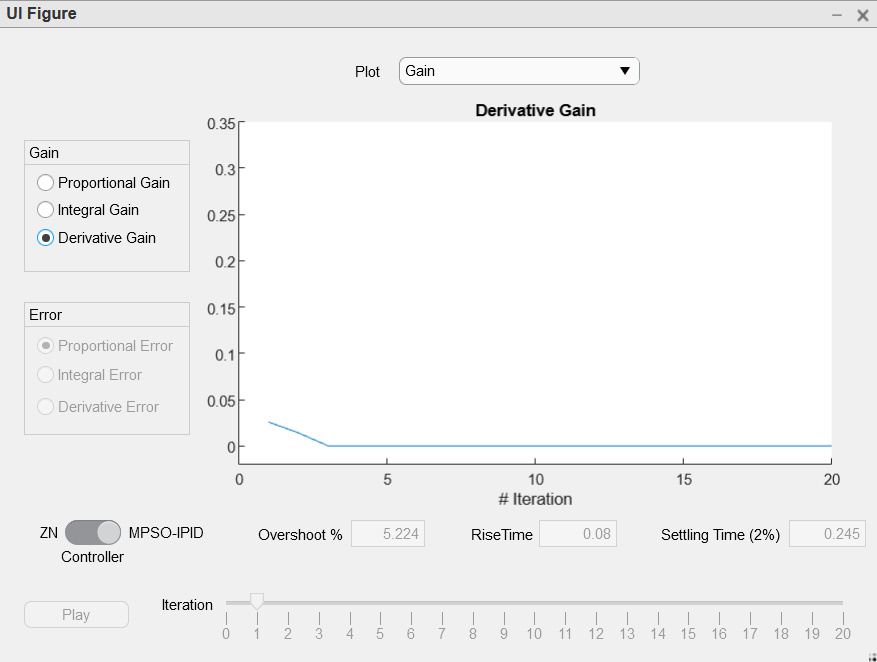 UI Figure
Plot
Gain
Derivative Gain
Gain
Proportional Gain
Integral Gain
Derivative Gain
Error
Proportional Error
Integral Error
Derivative Error
0.35
0.3
0.25
0.2
0.15
0.1
0.05
0
0 5 10 15 20
# Iteration
ZN MPSO-IPID
Controller
Overshoot % 5.224
RiseTime 0.08
Settling Time (2%) 0.245
Play
Iteration
0 1 2 3 4 5 6 7 8 9 10 11 12 13 14 15 16 17 18 19 20